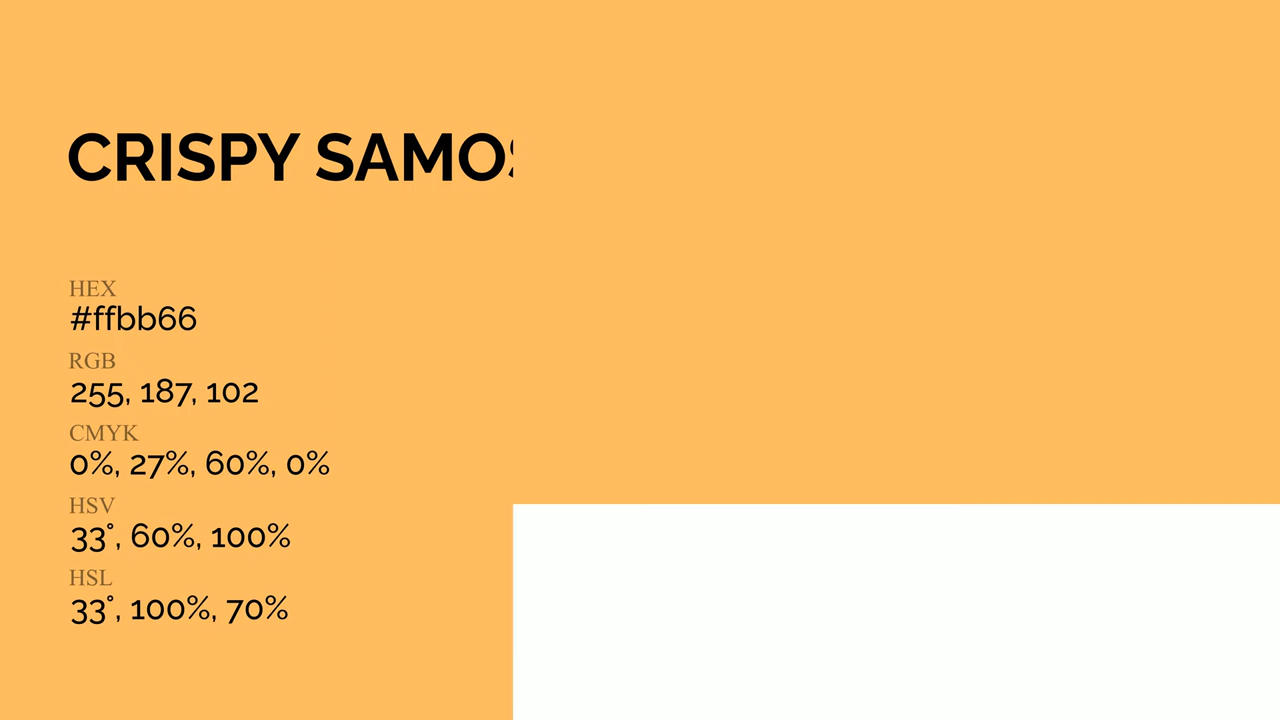 CRISPY
HEX
#ffbb66
RGB
255, 187, 102
CMYK
0%, 27%, 60%, 0%
HSV
33°, 60%, 100%
HSL
33°, 100%, 70%